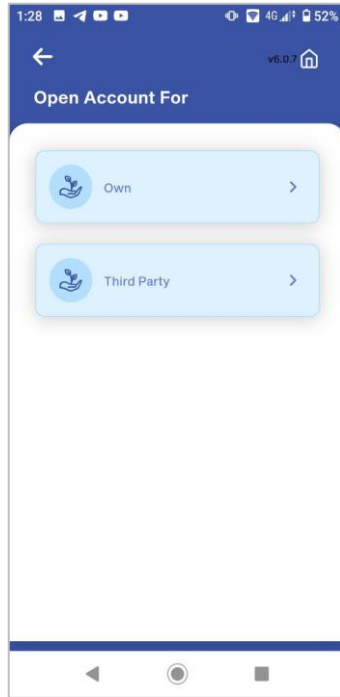 1:28 4G 52%
v6.0.7
Open Account For
Own
Third Party